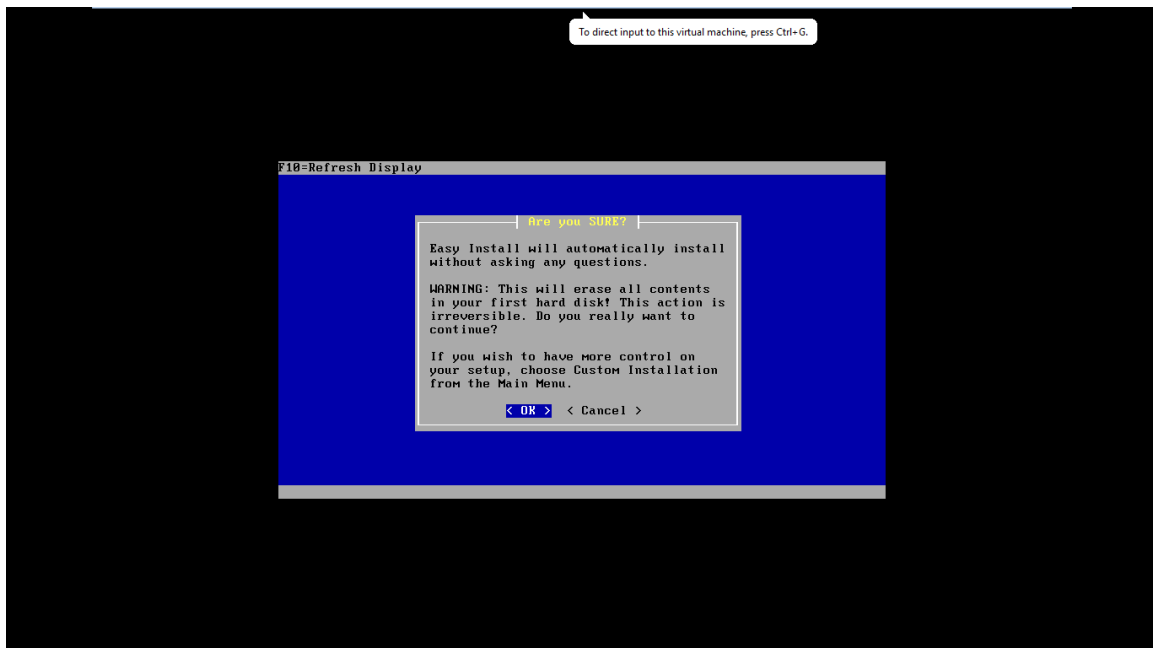 To direct input to this virtual machine, press Ctrl+G.
F10=Refresh Display
Are you SURE?
Easy Install will automatically install
without asking any questions.
WARNING: This will erase all contents
in your first hard disk! This action is
irreversible. Do you really want to
continue?
If you wish to have more control on
your setup, choose Custom Installation
from the Main Menu.
< OK > < Cancel >